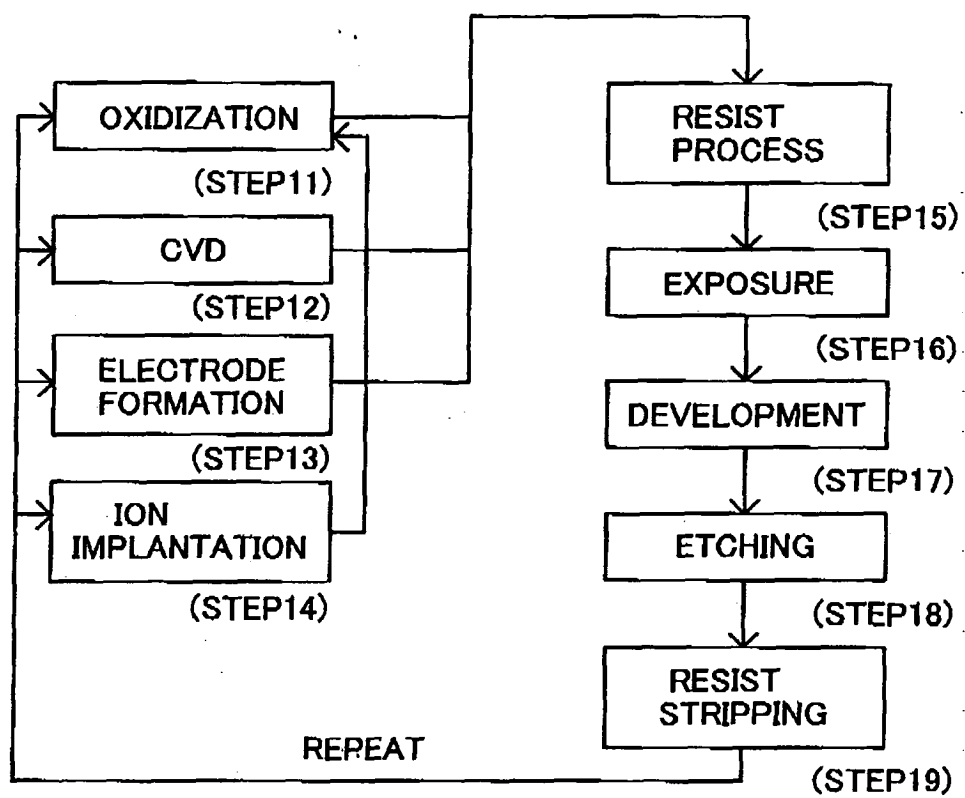 OXIDIZATION
(STEP11)
CVD
(STEP12)
ELECTRODE
FORMATION
(STEP13)
ION
IMPLANTATION
(STEP14)
REPEAT
RESIST
PROCESS
(STEP15)
EXPOSURE
(STEP16)
DEVELOPMENT
(STEP17)
ETCHING
(STEP18)
RESIST
STRIPPING
(STEP19)